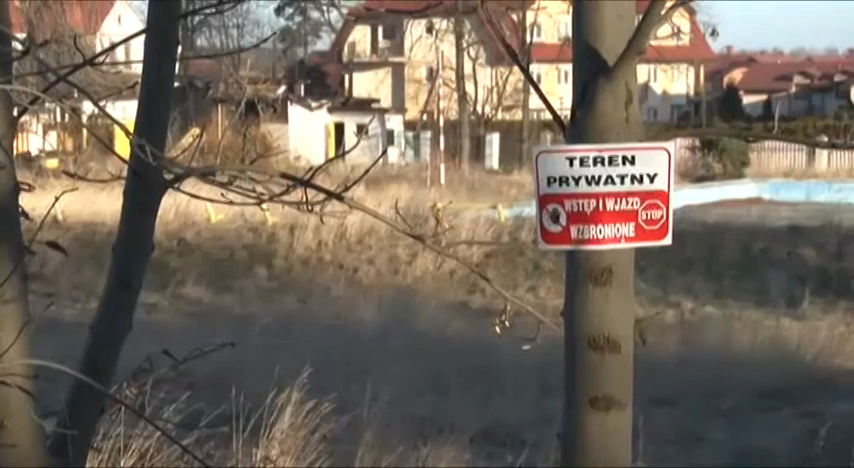 TEREN
PRYWATNY
WSTĘP I WJAZD
STOP
WZBRONIONE